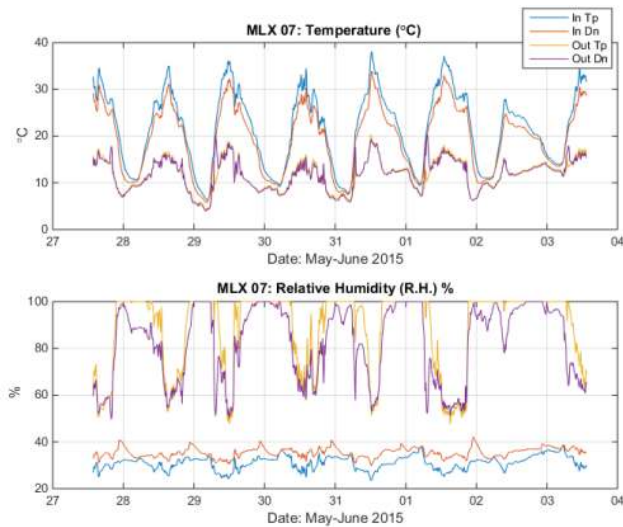 MLX 07: Temperature (°C)
In Tp
In Dn
Out Tp
Out Dn
40
30
20
10
0
°C
27 28 29 30 31 01 02 03 04
Date: May-June 2015
MLX 07: Relative Humidity (R.H.) %
100
80
60
40
20
%
27 28 29 30 31 01 02 03 04
Date: May-June 2015